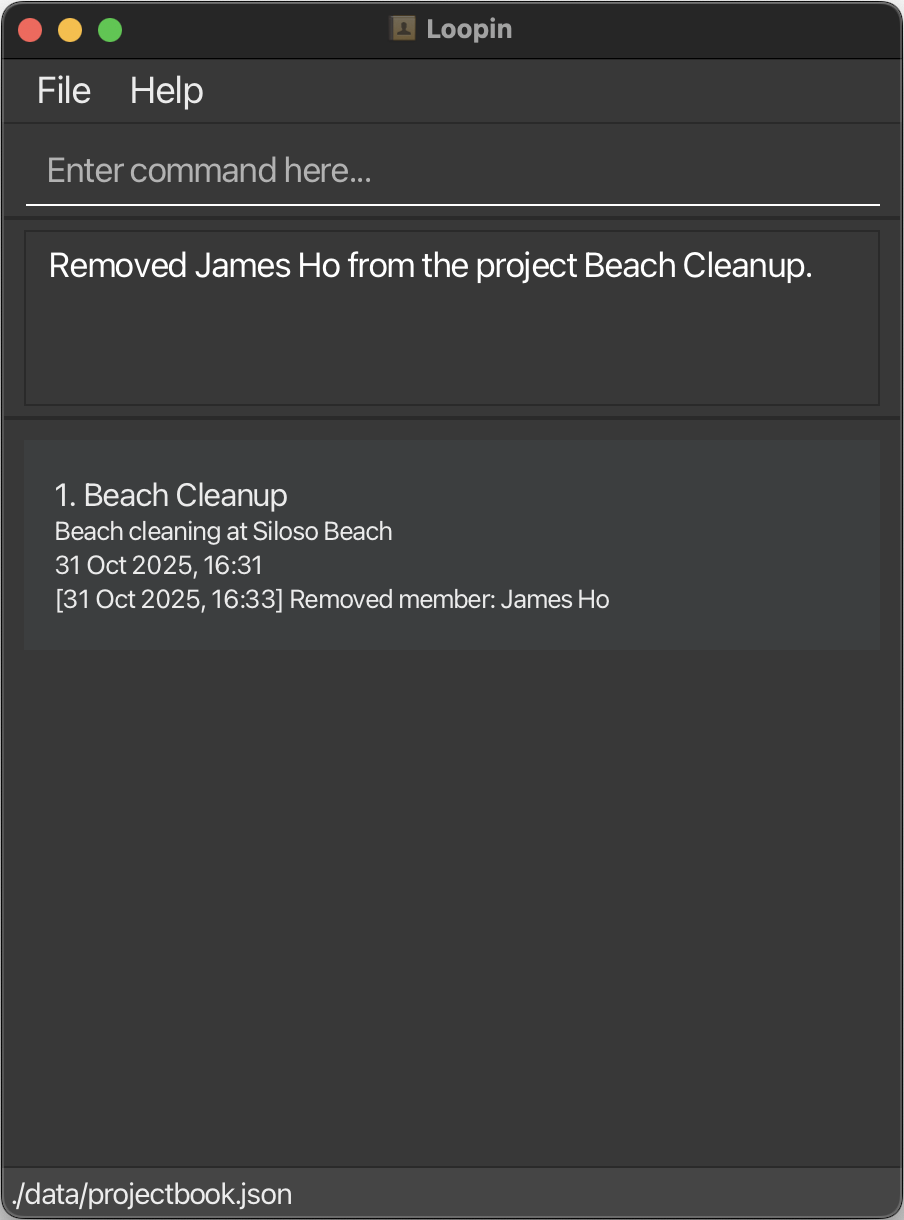 Loopin
File Help
Enter command here...
Removed James Ho from the project Beach Cleanup.
1. Beach Cleanup
Beach cleaning at Siloso Beach
31 Oct 2025, 16:31
[31 Oct 2025, 16:33] Removed member: James Ho
./data/projectbook.json